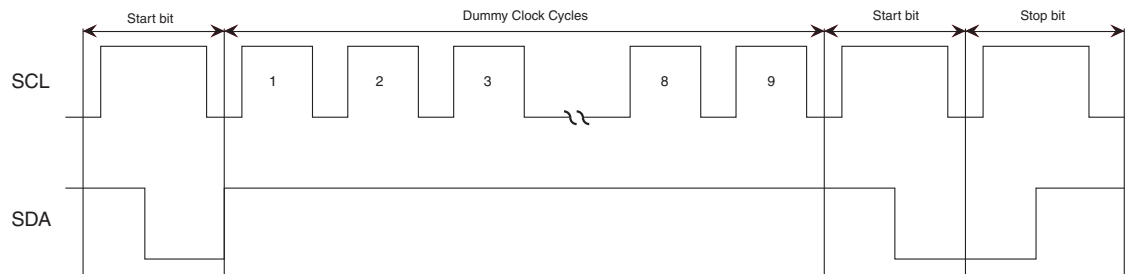 Start bit
Dummy Clock Cycles
Start bit
Stop bit
SCL
1
2
3
8
9
SDA